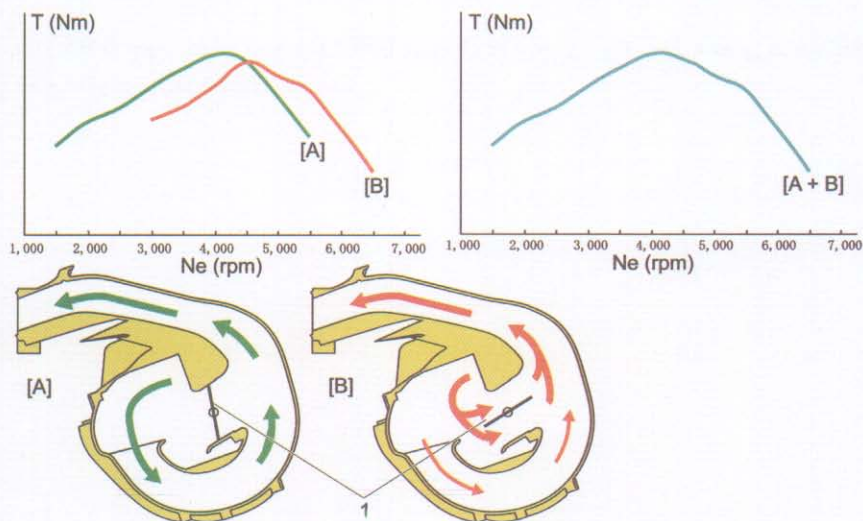 T (Nm)
[A]
[B]
1,000 2,000 3,000 4,000 5,000 6,000 7,000
Ne (rpm)
T (Nm)
[A + B]
1,000 2,000 3,000 4,000 5,000 6,000 7,000
Ne (rpm)
[A]
[B]
1